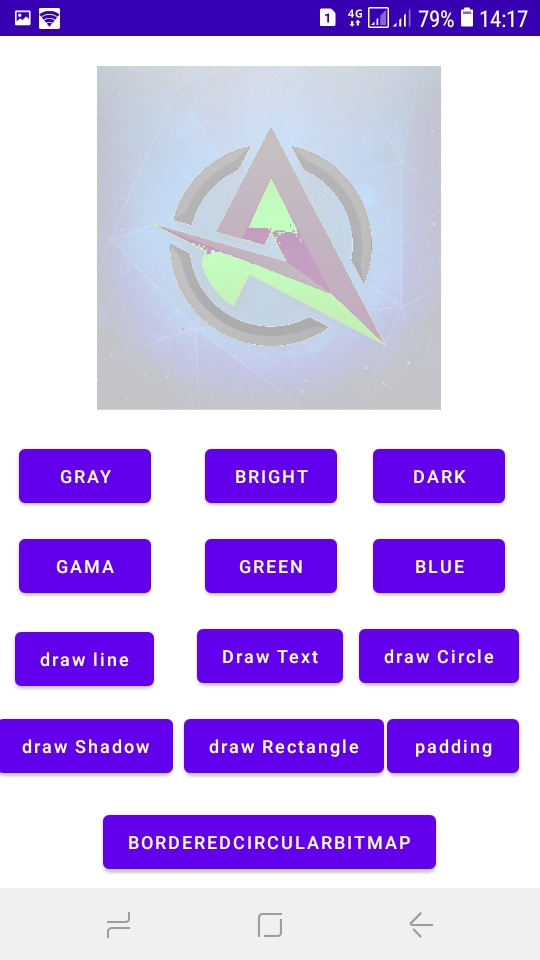 1 4G 79% 14:17
GRAY BRIGHT DARK
GAMA GREEN BLUE
draw line Draw Text draw Circle
draw Shadow draw Rectangle padding
BORDEREDCIRCULARBITMAP